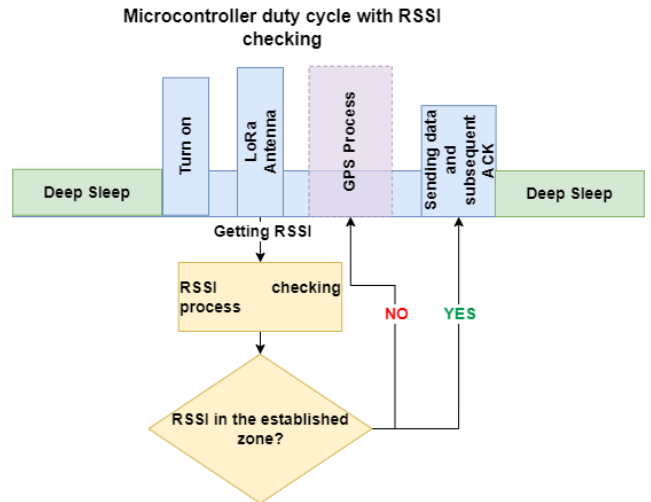 Microcontroller duty cycle with RSSI
checking
Deep Sleep
Turn on
LoRa
Antenna
GPS Process
Sending data
and
subsequent
ACK
Deep Sleep
Getting RSSI
RSSI checking
process
NO
YES
RSSI in the established
zone?